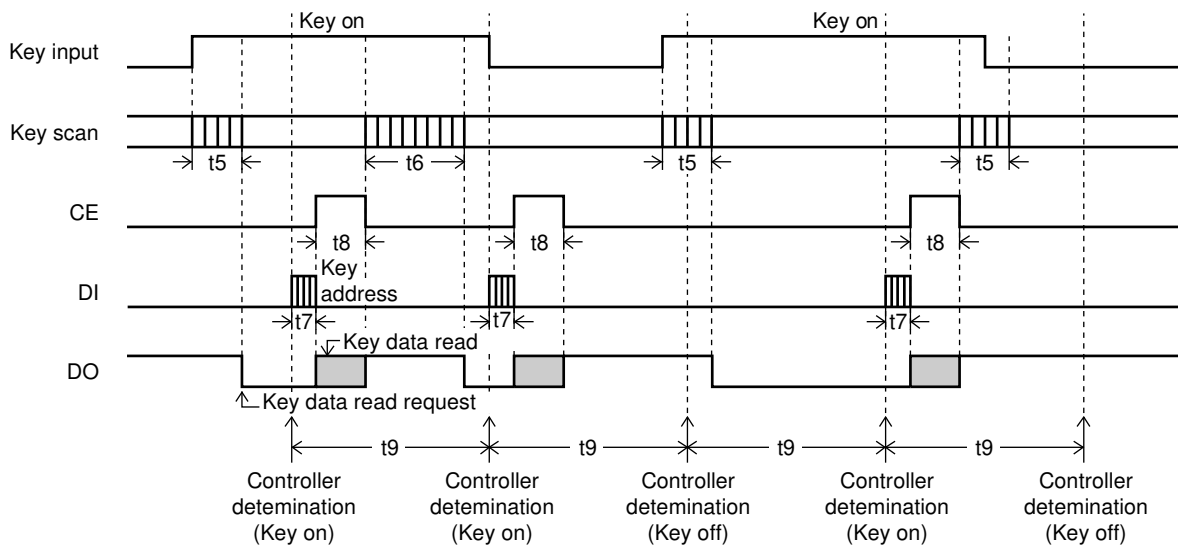 Key on
Key on
Key input
Key scan
t5
t6
t5
t5
CE
t8
t8
t8
Key
address
DI
t7
t7
t7
Key data read
DO
Key data read request
t9
t9
t9
t9
Controller
detemination
(Key on)
Controller
detemination
(Key on)
Controller
detemination
(Key off)
Controller
detemination
(Key on)
Controller
detemination
(Key off)